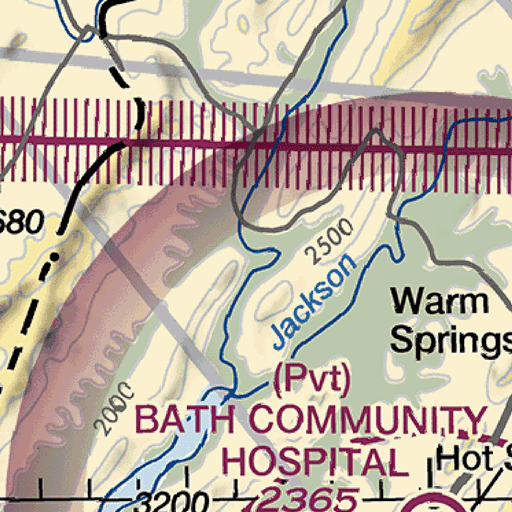 680
2500
Jackson
Warm
Springs
2000
(Pvt)
BATH COMMUNITY
HOSPITAL
Hot S
3200
2365